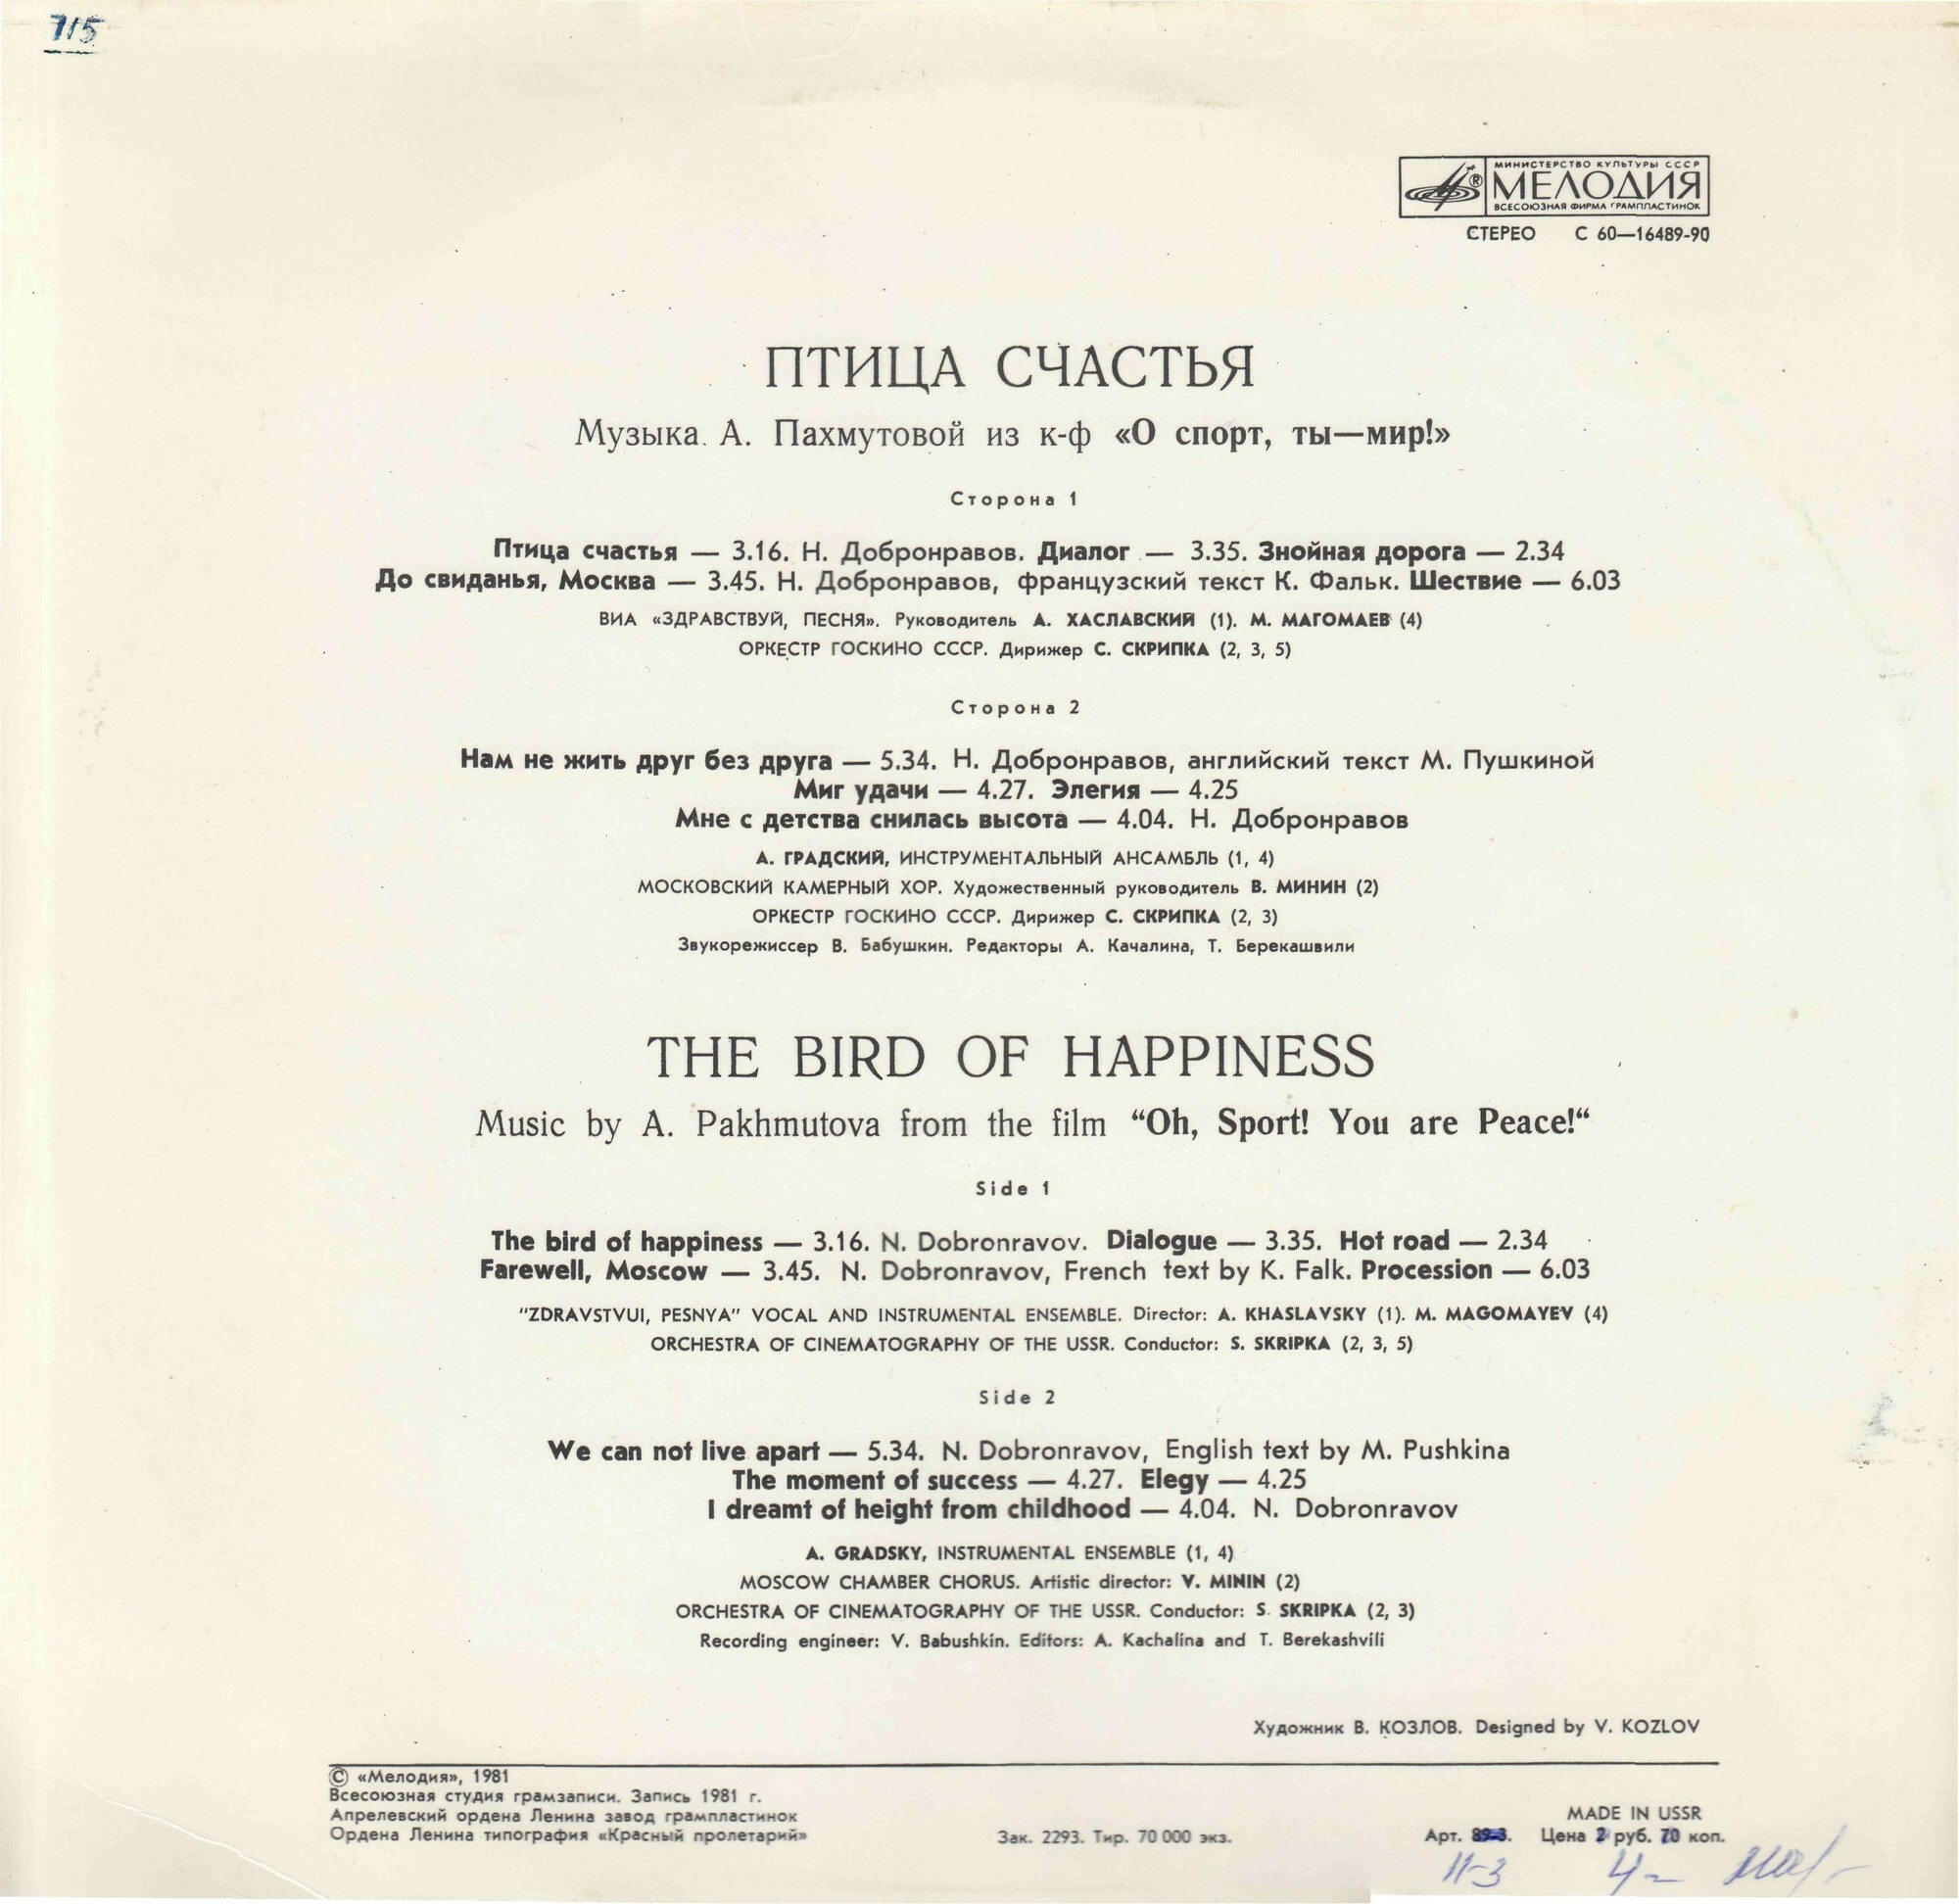 715
МИНИСТЕРСТВО КУЛЬТУРЫ СССР
МЕЛОДИЯ ®
ВСЕСОЮЗНАЯ ФИРМА ГРАМПЛАСТИНОК
СТЕРЕО С 60—16489-90
ПТИЦА СЧАСТЬЯ
Музыка А. Пахмутовой из к-ф «О спорт, ты—мир!»
Сторона 1
Птица счастья — 3.16. Н. Добронравов. Диалог — 3.35. Знойная дорога — 2.34
До свиданья, Москва — 3.45. Н. Добронравов, французский текст К. Фальк. Шествие — 6.03
ВИА «ЗДРАВСТВУЙ, ПЕСНЯ». Руководитель А. ХАСЛАВСКИЙ (1). М. МАГОМАЕВ (4)
ОРКЕСТР ГОСКИНО СССР. Дирижер С. СКРИПКА (2, 3, 5)
Сторона 2
Нам не жить друг без друга — 5.34. Н. Добронравов, английский текст М. Пушкиной
Миг удачи — 4.27. Элегия — 4.25
Мне с детства снилась высота — 4.04. Н. Добронравов
А. ГРАДСКИЙ, ИНСТРУМЕНТАЛЬНЫЙ АНСАМБЛЬ (1, 4)
МОСКОВСКИЙ КАМЕРНЫЙ ХОР. Художественный руководитель В. МИНИН (2)
ОРКЕСТР ГОСКИНО СССР. Дирижер С. СКРИПКА (2, 3)
Звукорежиссер В. Бабушкин. Редакторы А. Качалина, Т. Берекашвили
THE BIRD OF HAPPINESS
Music by A. Pakhmutova from the film “Oh, Sport! You are Peace!“
Side 1
The bird of happiness — 3.16. N. Dobronravov. Dialogue — 3.35. Hot road — 2.34
Farewell, Moscow — 3.45. N. Dobronravov, French text by K. Falk. Procession — 6.03
"ZDRAVSTVUI, PESNYA" VOCAL AND INSTRUMENTAL ENSEMBLE. Director: A. KHASLAVSKY (1). M. MAGOMAYEV (4)
ORCHESTRA OF CINEMATOGRAPHY OF THE USSR. Conductor: S. SKRIPKA (2, 3, 5)
Side 2
We can not live apart — 5.34. N. Dobronravov, English text by M. Pushkina
The moment of success — 4.27. Elegy — 4.25
I dreamt of height from childhood — 4.04. N. Dobronravov
A. GRADSKY, INSTRUMENTAL ENSEMBLE (1, 4)
MOSCOW CHAMBER CHORUS. Artistic director: V. MININ (2)
ORCHESTRA OF CINEMATOGRAPHY OF THE USSR. Conductor: S. SKRIPKA (2, 3)
Recording engineer: V. Babushkin. Editors: A. Kachalina and T. Berekashvili
Художник В. КОЗЛОВ. Designed by V. KOZLOV
© «Мелодия», 1981
Всесоюзная студия грамзаписи. Запись 1981 г.
Апрелевский ордена Ленина завод грампластинок
Ордена Ленина типография «Красный пролетарий»
Зак. 2293. Тир. 70 000 экз.
MADE IN USSR
Арт. Цена 2 руб. 70 коп.
11-3 4-